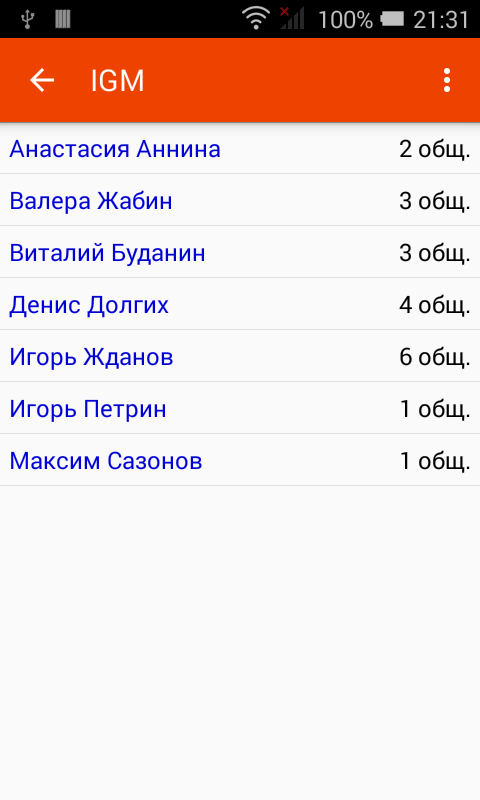 100% 21:31
IGM
Анастасия Аннина 2 общ.
Валера Жабин 3 общ.
Виталий Буданин 3 общ.
Денис Долгих 4 общ.
Игорь Жданов 6 общ.
Игорь Петрин 1 общ.
Максим Сазонов 1 общ.